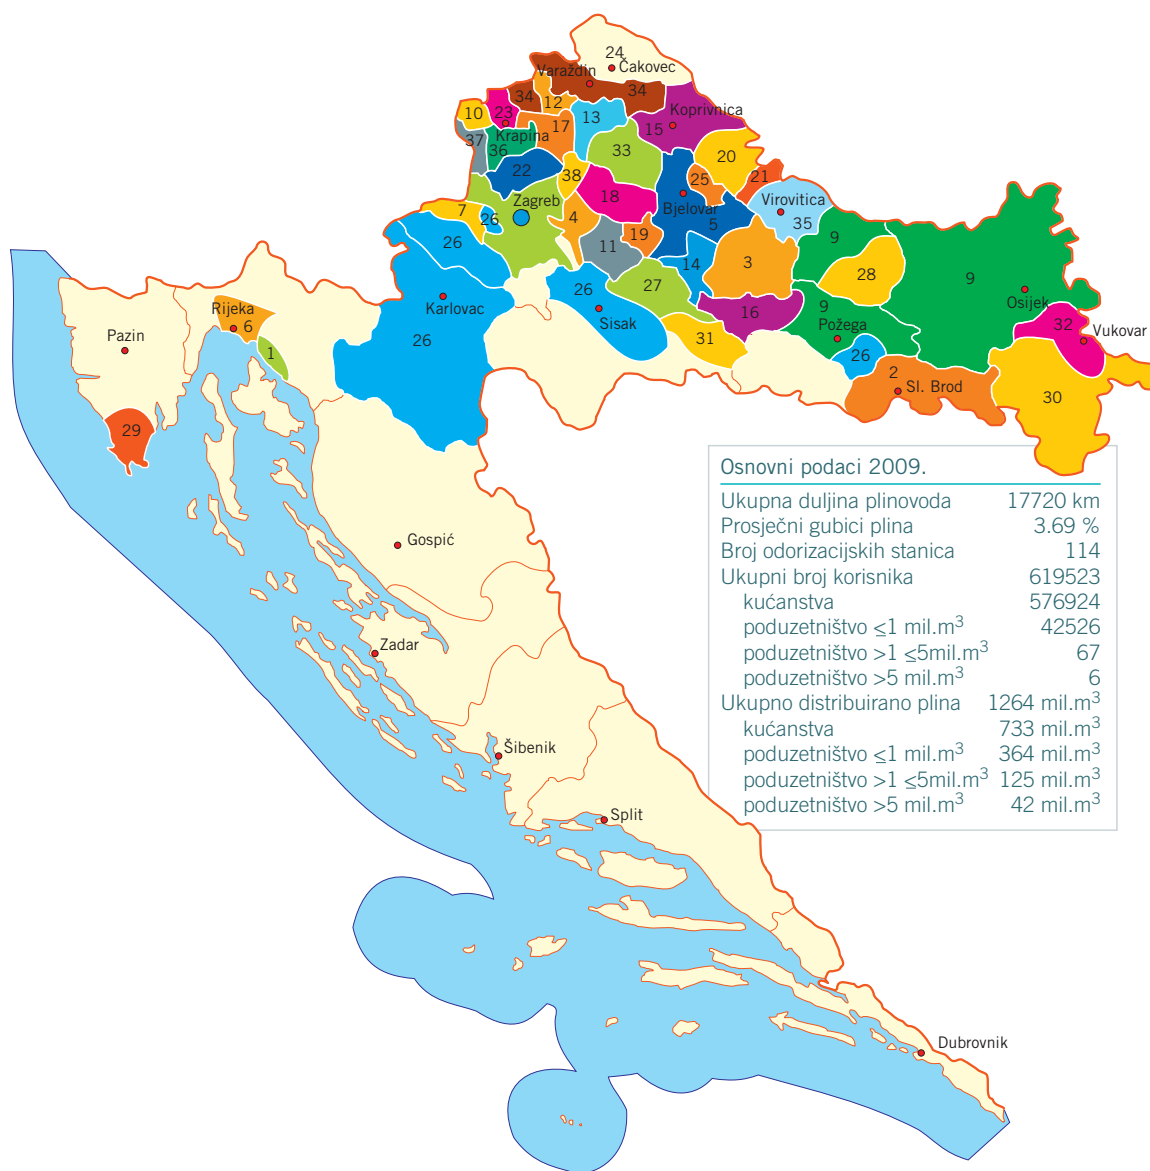 24
Čakovec
Varaždin
34
34
12
10
23
13
Koprivnica
15
17
Krapina
37
36
33
20
22
38
25
21
18
Zagreb
Bjelovar
Virovitica
7
26
4
5
35
19
9
26
11
14
3
28
9
26
27
Karlovac
Osijek
Sisak
16
9
Rijeka
6
Požega
32
Vukovar
Pazin
26
1
31
26
2
Sl. Brod
30
29
Osnovni podaci 2009.
Ukupna duljina plinovoda 17720 km
Prosječni gubici plina 3.69 %
Broj odorizacijskih stanica 114
Ukupni broj korisnika 619523
kućanstva 576924
poduzetništvo ≤1 mil.m³ 42526
poduzetništvo >1 ≤5mil.m³ 67
poduzetništvo >5 mil.m³ 6
Ukupno distribuirano plina 1264 mil.m³
kućanstva 733 mil.m³
poduzetništvo ≤1 mil.m³ 364 mil.m³
poduzetništvo >1 ≤5mil.m³ 125 mil.m³
poduzetništvo >5 mil.m³ 42 mil.m³
Gospić
Zadar
Šibenik
Split
Dubrovnik